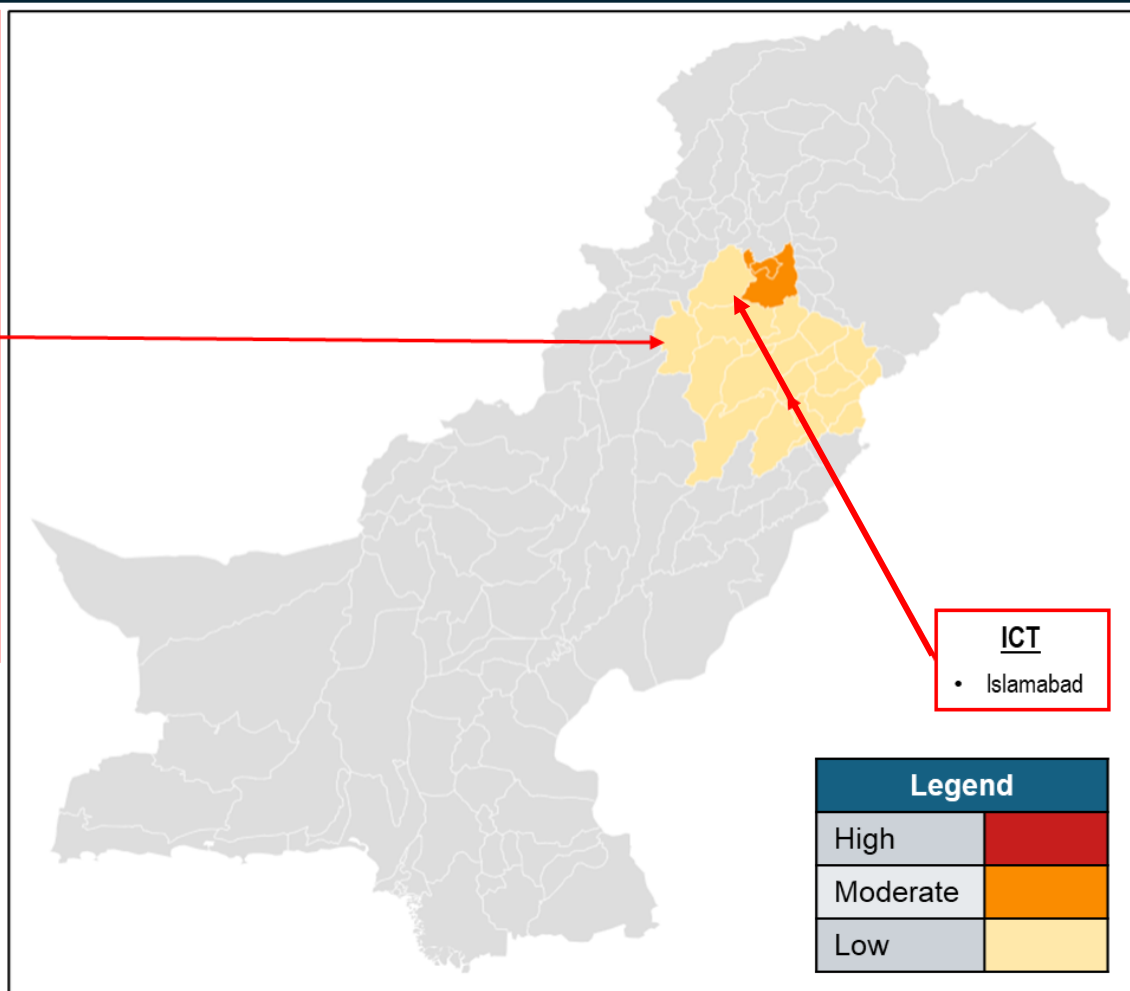 ICT
• Islamabad
Legend
High
Moderate
Low